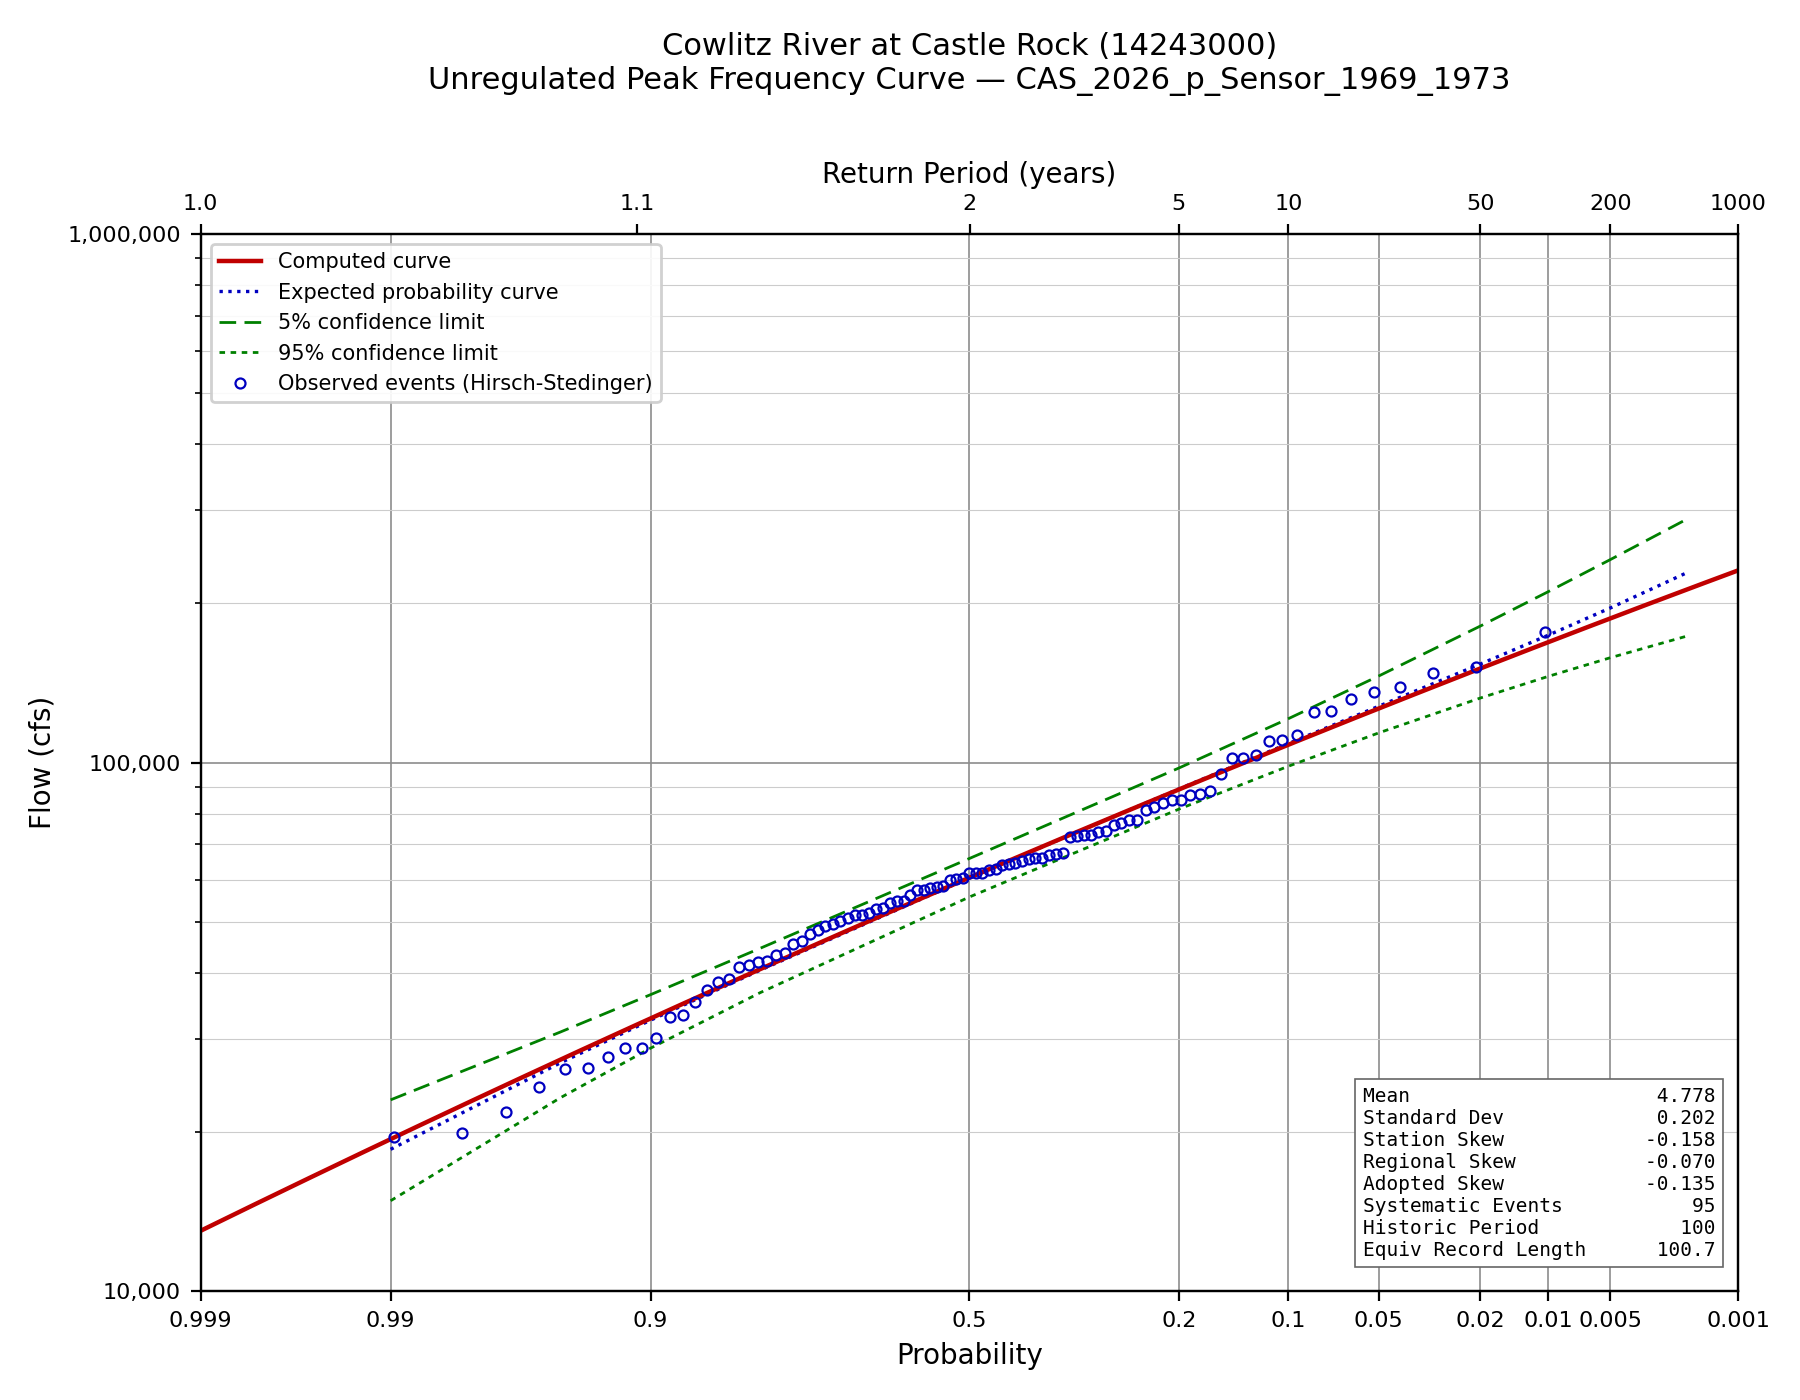 Cowlitz River at Castle Rock (14243000)
Unregulated Peak Frequency Curve — CAS_2026_p_Sensor_1969_1973
Return Period (years)
1.0 1.1 2 5 10 50 200 1000
1,000,000
100,000
10,000
Flow (cfs)
Computed curve
Expected probability curve
5% confidence limit
95% confidence limit
Observed events (Hirsch-Stedinger)
Mean 4.778
Standard Dev 0.202
Station Skew -0.158
Regional Skew -0.070
Adopted Skew -0.135
Systematic Events 95
Historic Period 100
Equiv Record Length 100.7
0.999 0.99 0.9 0.5 0.2 0.1 0.05 0.02 0.01 0.005 0.001
Probability